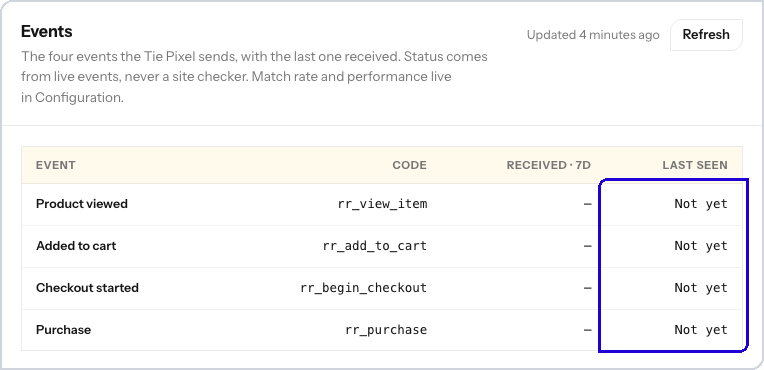 Events
Updated 4 minutes ago Refresh
The four events the Tie Pixel sends, with the last one received. Status comes
from live events, never a site checker. Match rate and performance live
in Configuration.
EVENT CODE RECEIVED · 7D LAST SEEN
Product viewed rr_view_item – Not yet
Added to cart rr_add_to_cart – Not yet
Checkout started rr_begin_checkout – Not yet
Purchase rr_purchase – Not yet